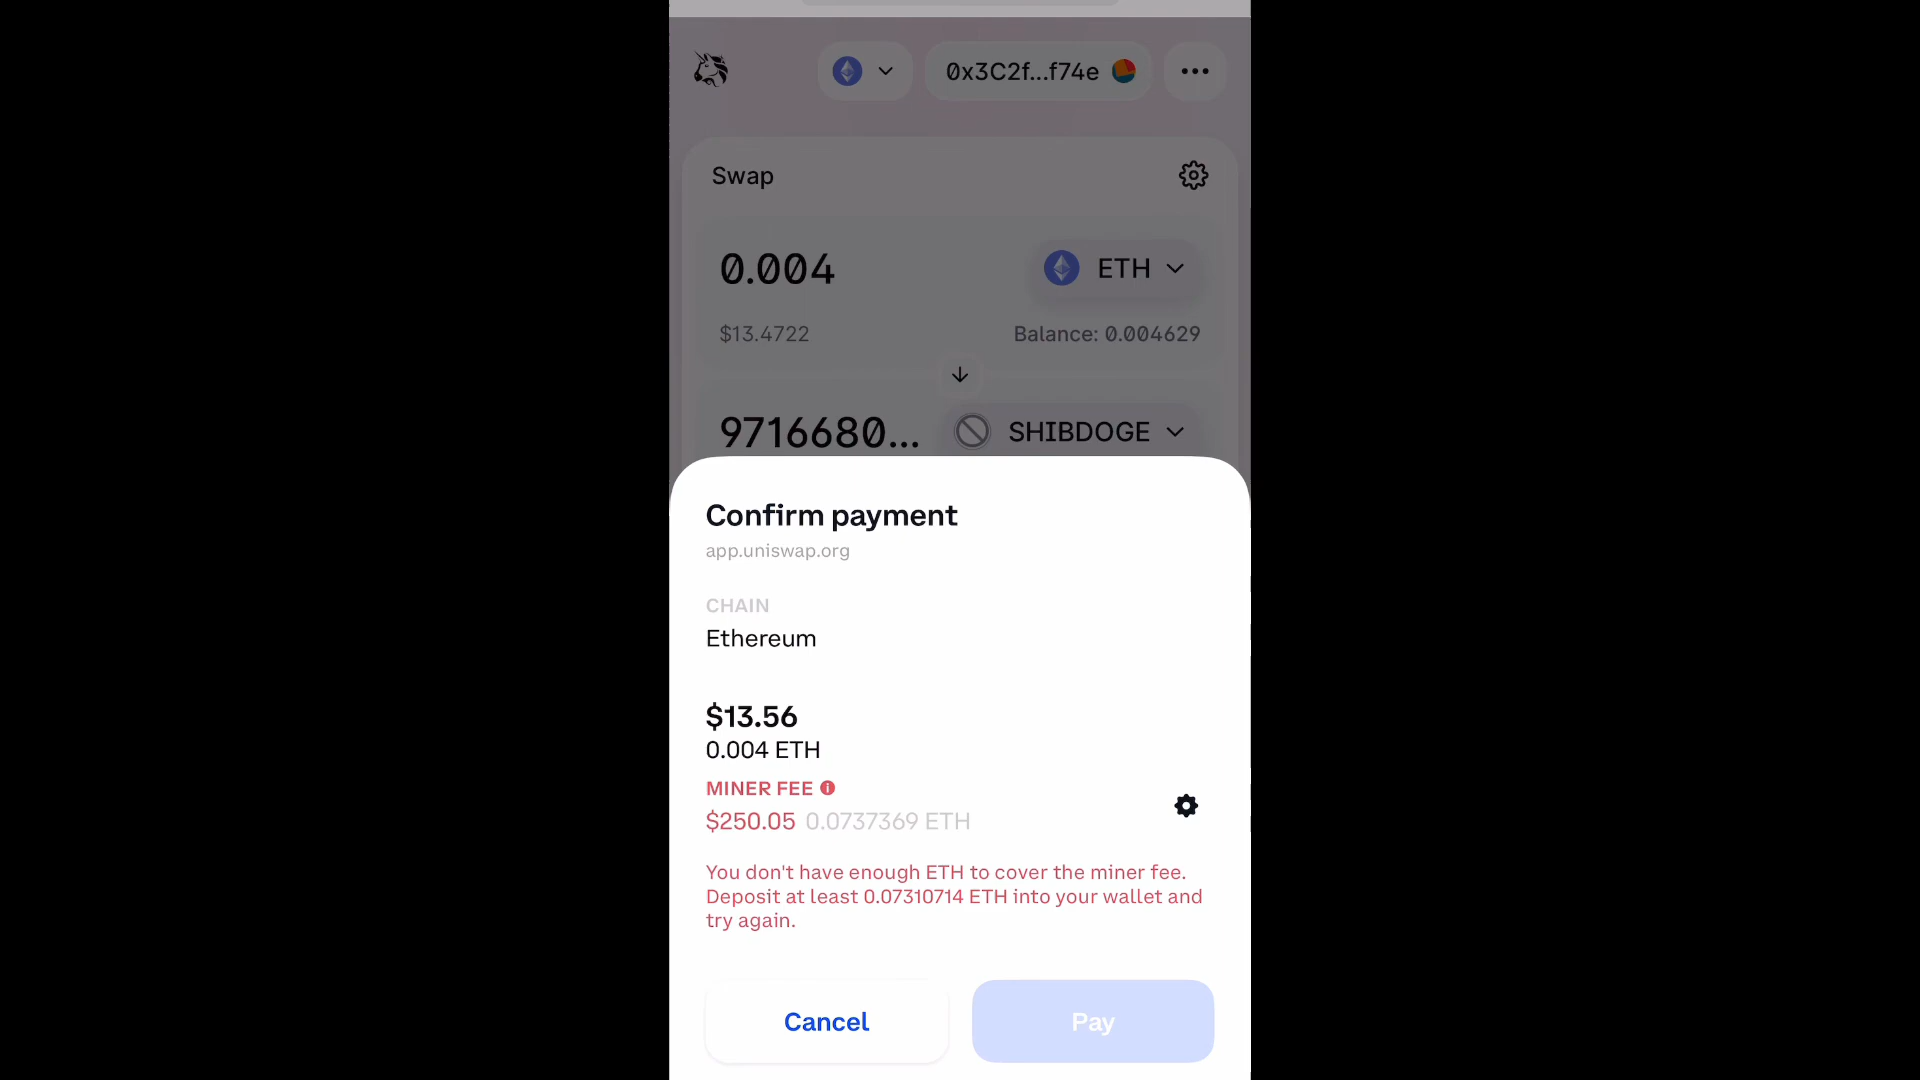 0x3C2f...f74e
Swap
0.004 ETH
$13.4722 Balance: 0.004629
9716680... SHIBDOGE
Confirm payment
app.uniswap.org
CHAIN
Ethereum
$13.56
0.004 ETH
MINER FEE
$250.05 0.0737369 ETH
You don't have enough ETH to cover the miner fee.
Deposit at least 0.07310714 ETH into your wallet and
try again.
Cancel Pay